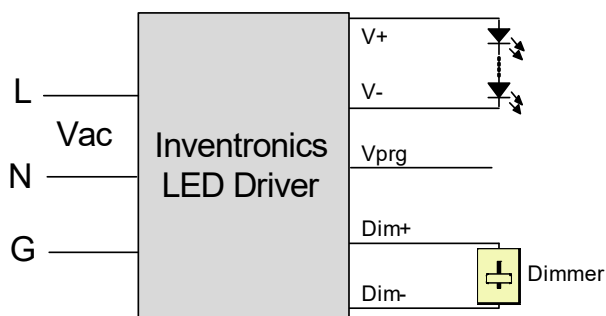 L
Vac
N
G
Inventronics
LED Driver
V+
V-
Vprg
Dim+
Dim-
Dimmer